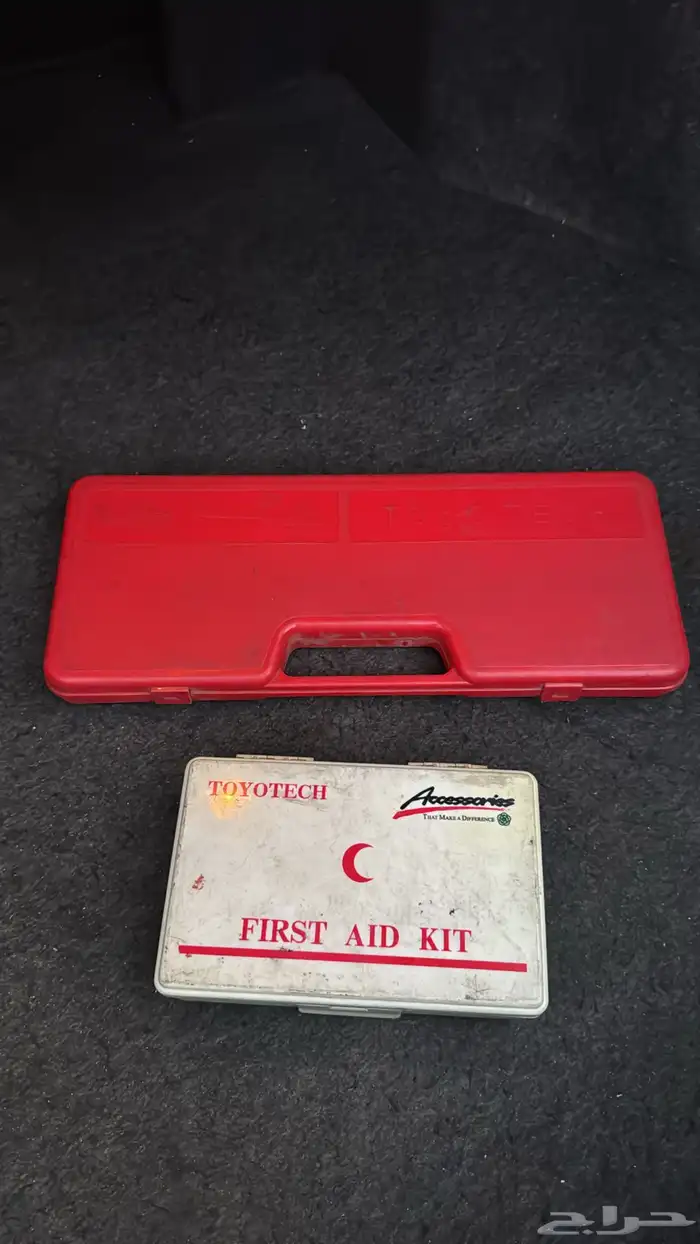 TOYOTECH
Accessories
THAT MAKE A DIFFERENCE
FIRST AID KIT
حراج